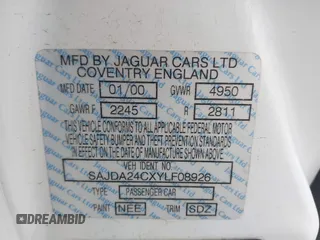 MFD BY JAGUAR CARS LTD
COVENTRY ENGLAND
MFD DATE 01/00 GVWR 4950
GAWR F 2245 R 2811
THIS VEHICLE CONFORMS TO
ALL APPLICABLE FEDERAL MOTOR
VEHICLE SAFETY, BUMPER AND THEFT PREVENTION
STANDARDS IN EFFECT ON THE DATE OF
MANUFACTURE SHOWN ABOVE
VEH IDENT No
SAJDA24CXYLF08926
TYPE PASSENGER CAR
PAINT NEE TRIM SDZ
DREAMBID